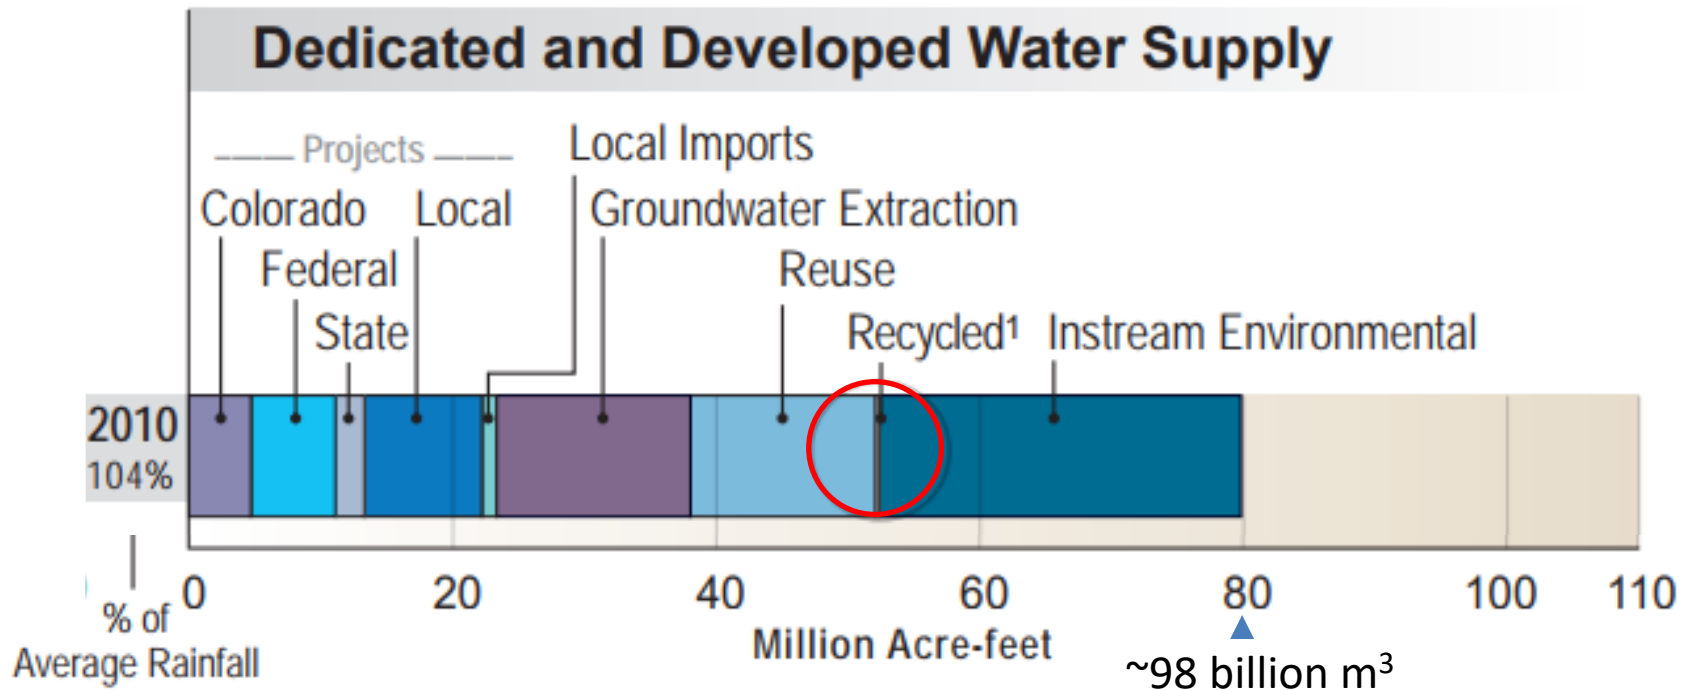 Dedicated and Developed Water Supply
Projects
Local Imports
Colorado
Local
Groundwater Extraction
Federal
Reuse
State
Recycled¹
Instream Environmental
2010
104%
0
20
40
60
80
100
110
% of
Average Rainfall
Million Acre-feet
~98 billion m³